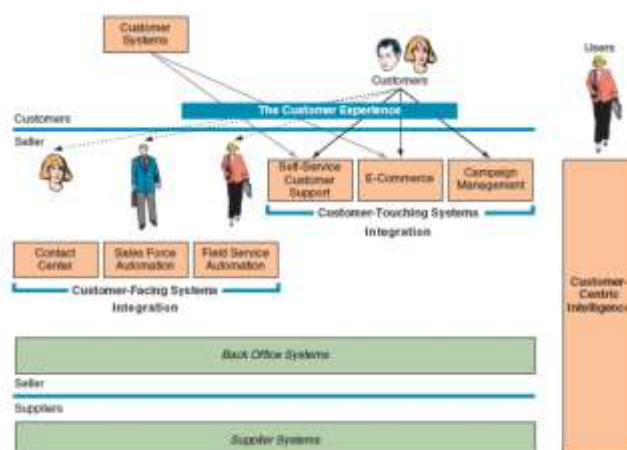 Customer
Systems
Users
Customers
The Customer Experience
Customers
Seller
Self-Service
Customer
Support
E-Commerce
Campaign
Management
Customer-Touching Systems
Integration
Contact
Center
Sales Force
Automation
Field Service
Automation
Customer-Facing Systems
Integration
Customer-
Centric
Intelligence
Back Office Systems
Seller
Suppliers
Supplier Systems